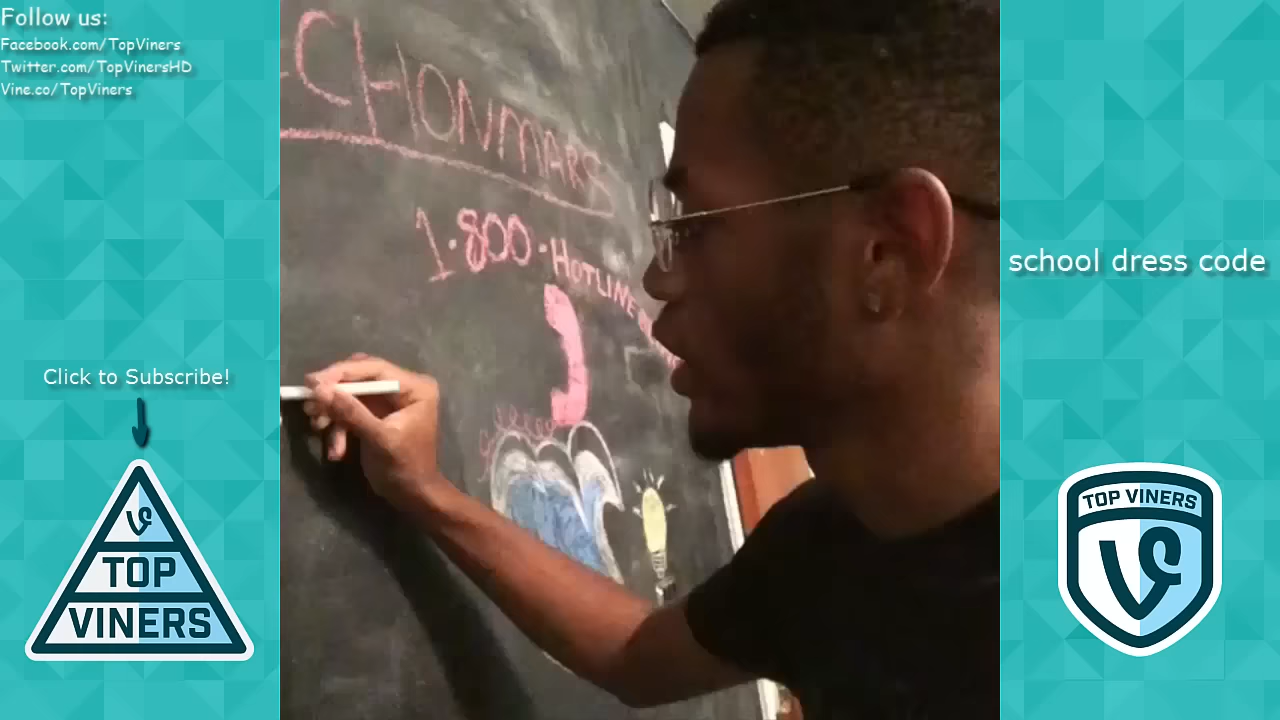 Follow us:
Facebook.com/TopViners
Twitter.com/TopVinersHD
Vine.co/TopViners
CHONMARS
1-800-HOTLINE
school dress code
Click to Subscribe!
TOP
VINERS
TOP VINERS